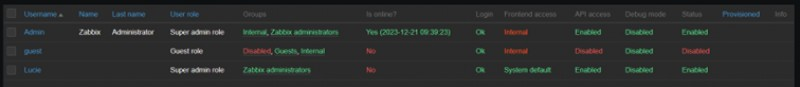 Username ▲ Name Last name User role Groups Is online? Login Frontend access API access Debug mode Status Provisioned Info
Admin Zabbix Administrator Super admin role Internal, Zabbix administrators Yes (2023-12-21 09:39:23) Ok Internal Enabled Enabled Enabled
guest Guest role Disabled, Guests, Internal No Ok Internal Disabled Disabled Disabled
Lucie Super admin role Zabbix administrators No Ok System default Enabled Disabled Enabled